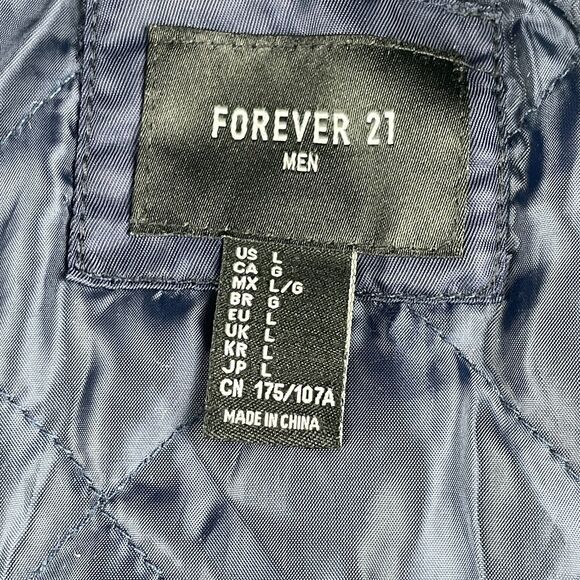 FOREVER 21
MEN
US L
CA G
MX L/G
BR G
EU L
UK L
KR L
JP L
CN 175/107A
MADE IN CHINA